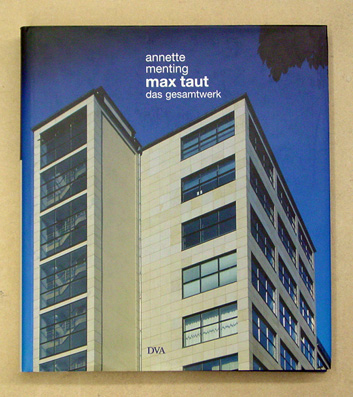 annette
menting
max taut
das gesamtwerk
DVA